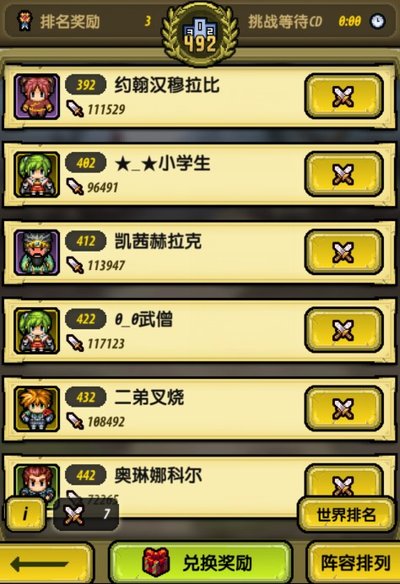 排名奖励 3 492 挑战等待CD 0:00
392 约翰汉穆拉比
111529
402 ★_★小学生
96491
412 凯茜赫拉克
113947
422 0_0武僧
117123
432 二弟叉烧
108492
442 奥琳娜科尔
72265
i 7 世界排名
兑换奖励 阵容排列